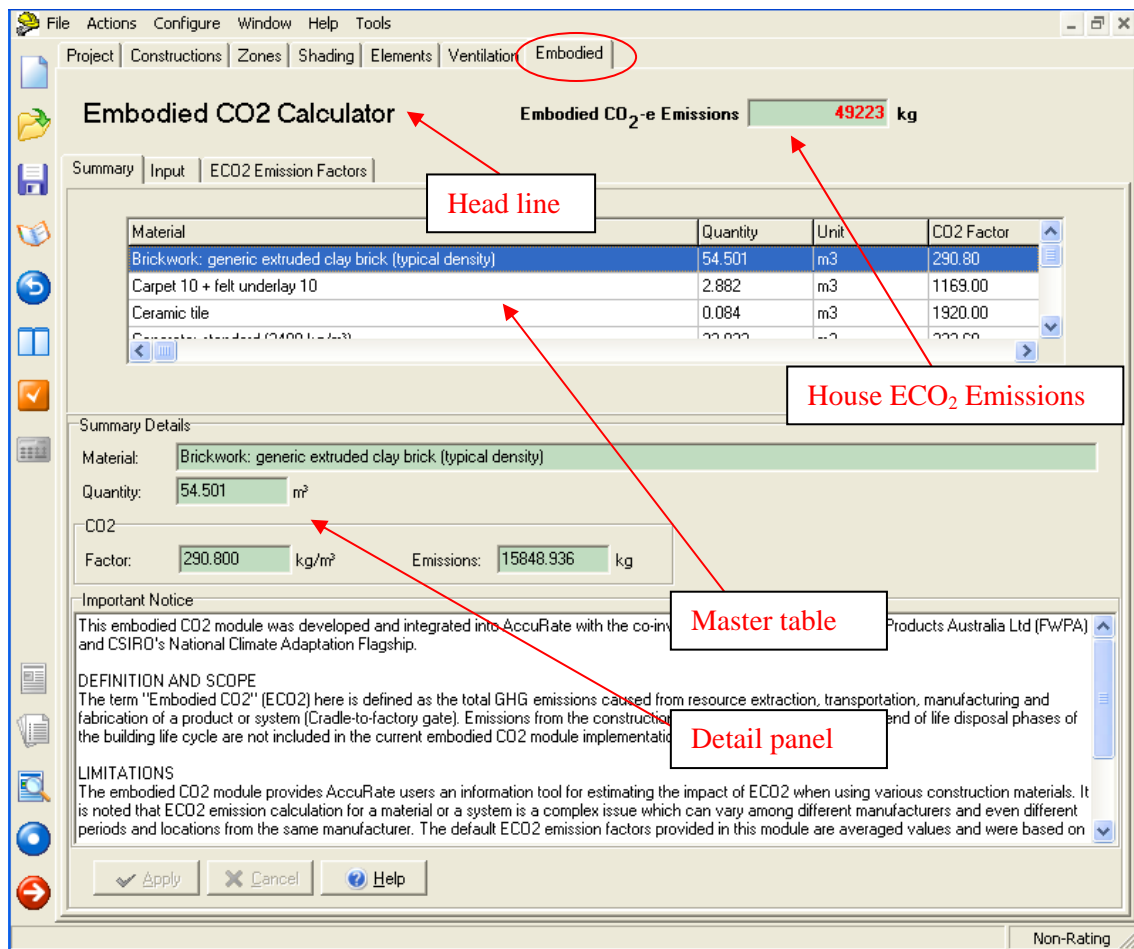 File Actions Configure Window Help Tools
Project Constructions Zones Shading Elements Ventilation Embodied
Embodied CO2 Calculator
Embodied CO2-e Emissions 49223 kg
Summary Input ECO2 Emission Factors
Head line
Material Quantity Unit CO2 Factor
Brickwork: generic extruded clay brick (typical density) 54.501 m3 290.80
Carpet 10 + felt underlay 10 2.882 m3 1169.00
Ceramic tile 0.084 m3 1920.00
House ECO2 Emissions
Summary Details
Material: Brickwork: generic extruded clay brick (typical density)
Quantity: 54.501 m³
CO2
Factor: 290.800 kg/m³ Emissions: 15848.936 kg
Important Notice
Master table
This embodied CO2 module was developed and integrated into AccuRate with the Products Australia Ltd (FWPA)
and CSIRO's National Climate Adaptation Flagship.
DEFINITION AND SCOPE
The term "Embodied CO2" (ECO2) here is defined as the total GHG emissions caused from resource extraction, transportation, manufacturing and
fabrication of a product or system (Cradle-to-factory gate). Emissions from the end of life disposal phases of
the building life cycle are not included in the current embodied CO2 module
Detail panel
LIMITATIONS
The embodied CO2 module provides AccuRate users an information tool for estimating the impact of ECO2 when using various construction materials. It
is noted that ECO2 emission calculation for a material or a system is a complex issue which can vary among different manufacturers and even different
periods and locations from the same manufacturer. The default ECO2 emission factors provided in this module are averaged values and were based on
Apply Cancel Help
Non-Rating